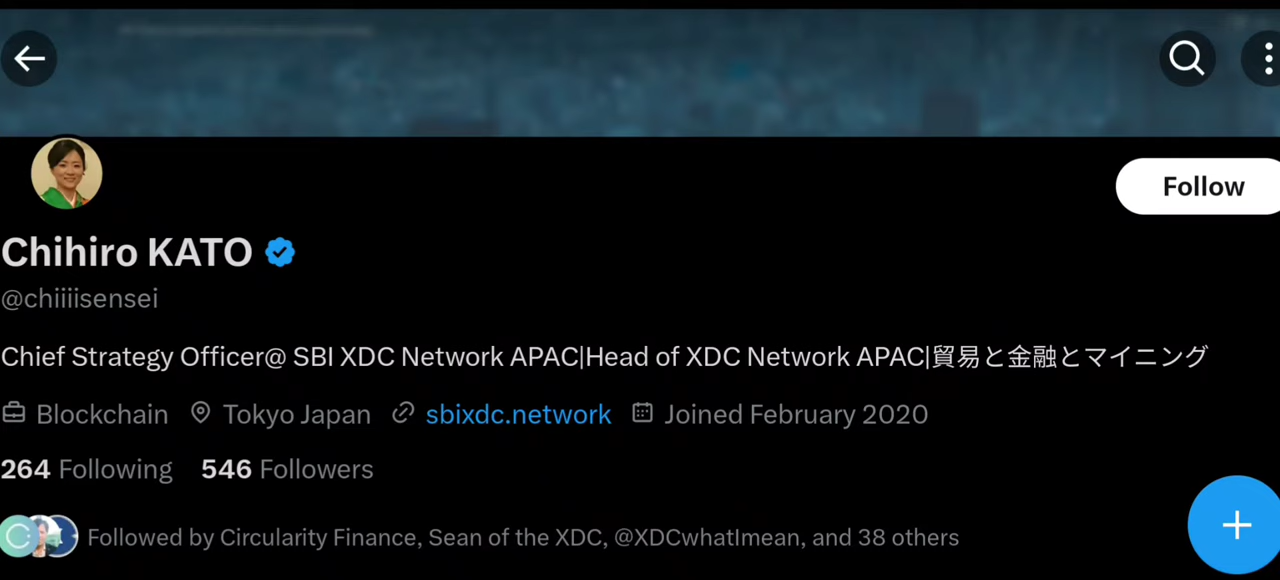 Follow
Chihiro KATO
@chiiiisensei
Chief Strategy Officer@ SBI XDC Network APAC|Head of XDC Network APAC|貿易と金融とマイニング
Blockchain Tokyo Japan sbixdc.network Joined February 2020
264 Following 546 Followers
Followed by Circularity Finance, Sean of the XDC, @XDCwhatImean, and 38 others